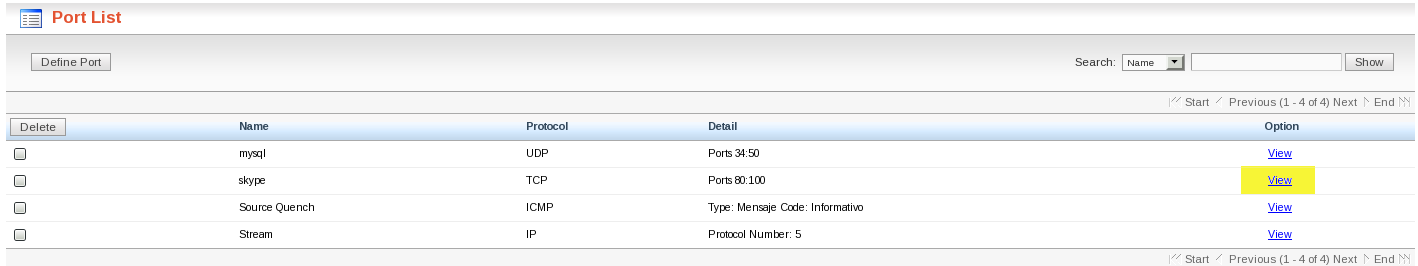 Port List
Define Port Search: Name Show
Start Previous (1 - 4 of 4) Next End
Delete Name Protocol Detail Option
mysql UDP Ports 34:50 View
skype TCP Ports 80:100 View
Source Quench ICMP Type: Mensaje Code: Informativo View
Stream IP Protocol Number: 5 View
Start Previous (1 - 4 of 4) Next End